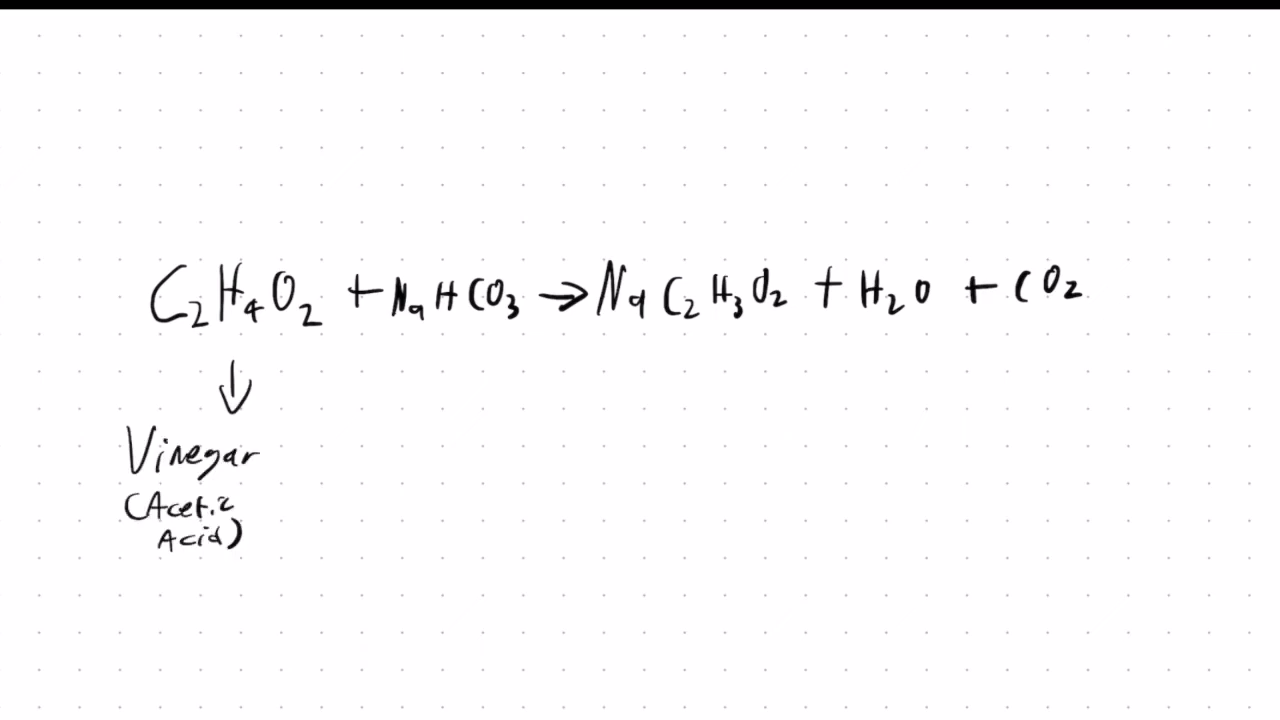 C₂H₄O₂ + NaHCO₃ → NaC₂H₃O₂ + H₂O + CO₂
↓
Vinegar
(Acetic
Acid)